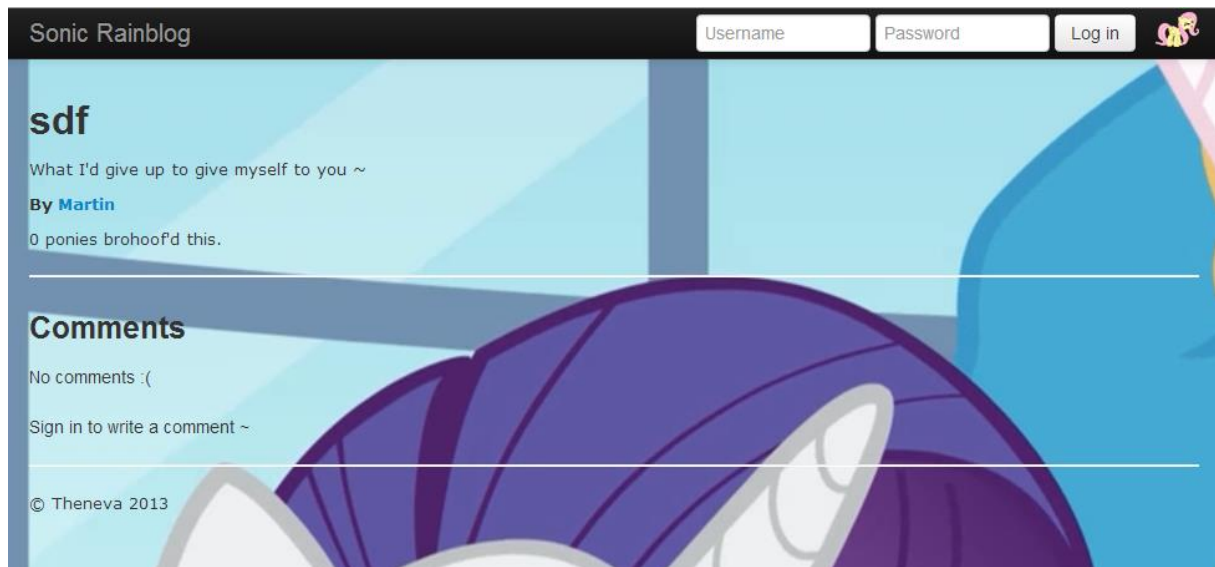 Sonic Rainblog
Username
Password
Log in
sdf
What I'd give up to give myself to you ~
By Martin
0 ponies brohoof'd this.
Comments
No comments :(
Sign in to write a comment ~
© Theneva 2013